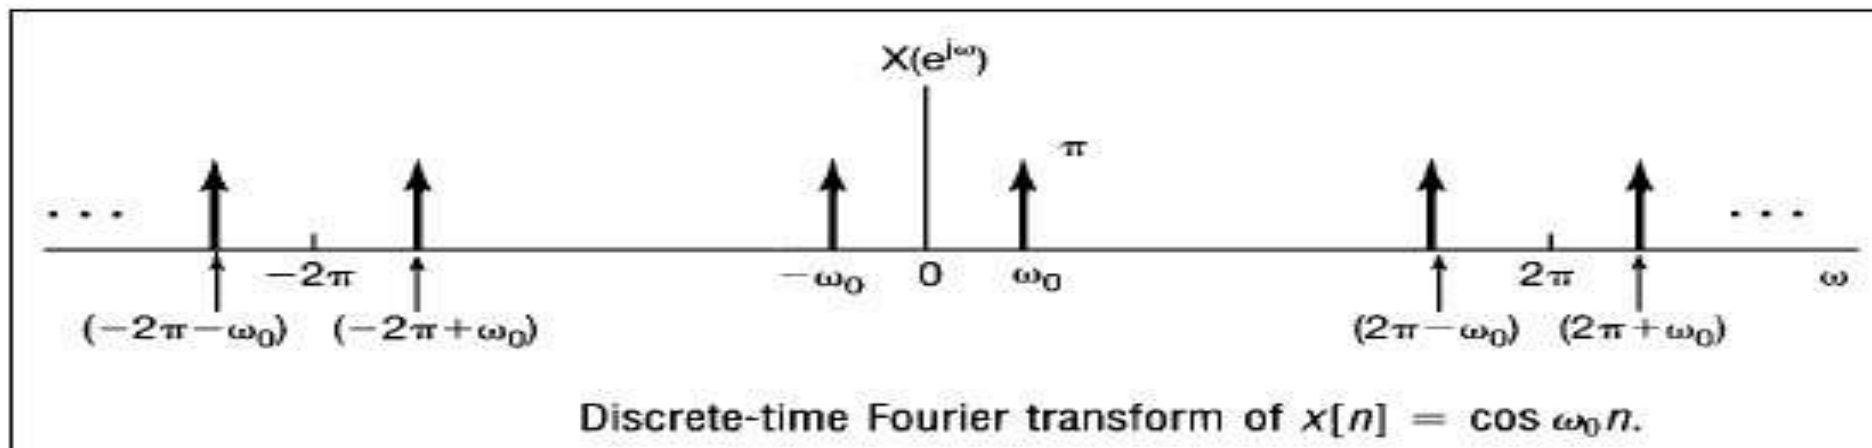 X(e^jω)
π
. . . . . .
−2π −ω₀ 0 ω₀ 2π ω
(−2π−ω₀) (−2π+ω₀) (2π−ω₀) (2π+ω₀)
Discrete-time Fourier transform of x[n] = cos ω₀n.